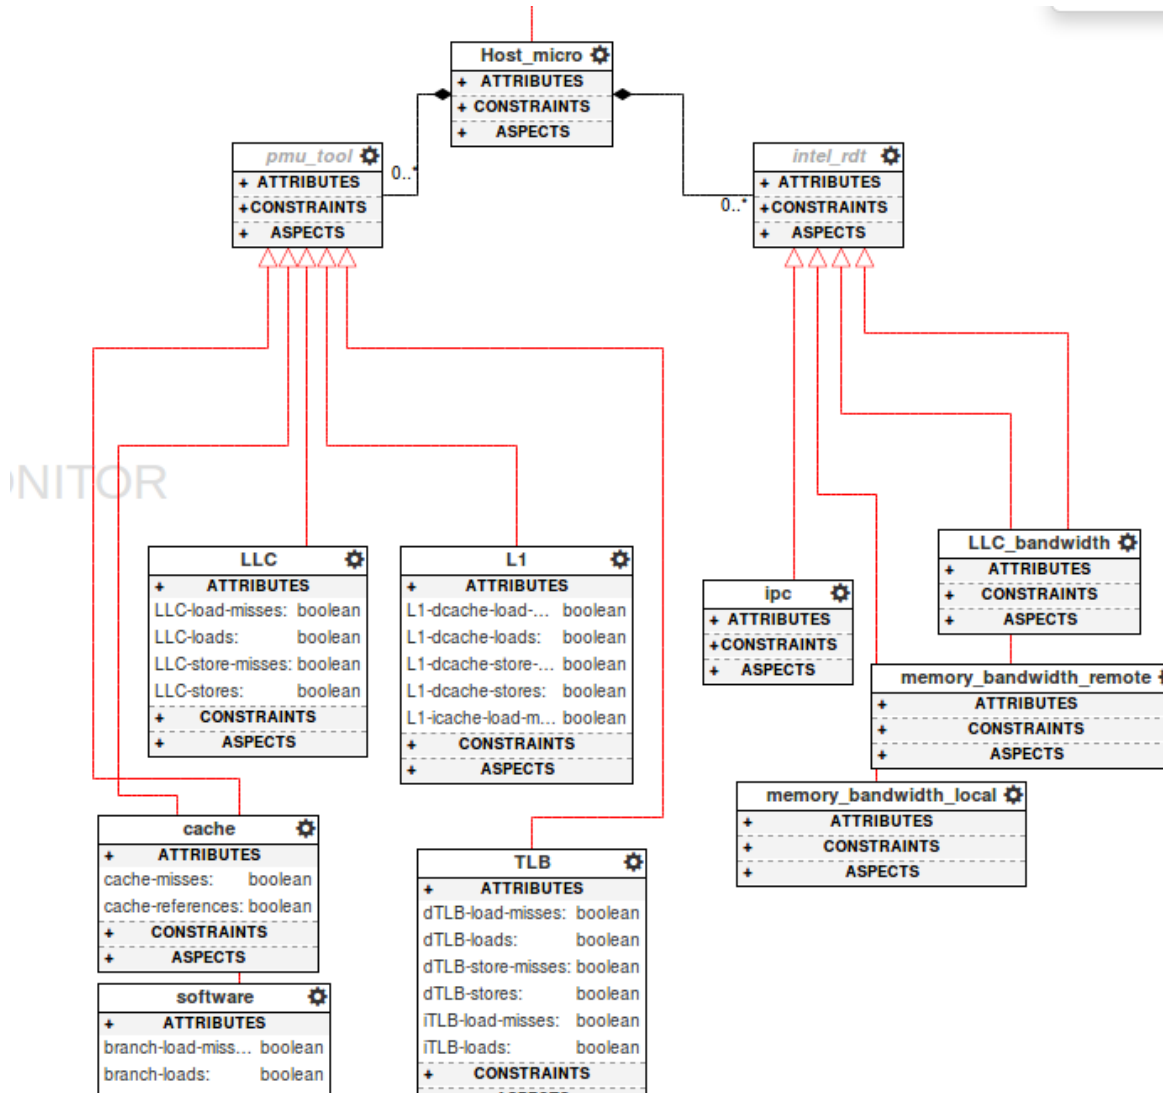 Host_micro
+ ATTRIBUTES
+ CONSTRAINTS
+ ASPECTS
pmu_tool
+ ATTRIBUTES
+CONSTRAINTS
+ ASPECTS
0..*
intel_rdt
+ ATTRIBUTES
+CONSTRAINTS
+ ASPECTS
0..*
ONITOR
LLC
+ ATTRIBUTES
LLC-load-misses: boolean
LLC-loads: boolean
LLC-store-misses: boolean
LLC-stores: boolean
+ CONSTRAINTS
+ ASPECTS
L1
+ ATTRIBUTES
L1-dcache-load-... boolean
L1-dcache-loads: boolean
L1-dcache-store-... boolean
L1-dcache-stores: boolean
L1-icache-load-m... boolean
+ CONSTRAINTS
+ ASPECTS
ipc
+ ATTRIBUTES
+CONSTRAINTS
+ ASPECTS
LLC_bandwidth
+ ATTRIBUTES
+ CONSTRAINTS
+ ASPECTS
memory_bandwidth_remote
+ ATTRIBUTES
+ CONSTRAINTS
+ ASPECTS
memory_bandwidth_local
+ ATTRIBUTES
+ CONSTRAINTS
+ ASPECTS
cache
+ ATTRIBUTES
cache-misses: boolean
cache-references: boolean
+ CONSTRAINTS
+ ASPECTS
TLB
+ ATTRIBUTES
dTLB-load-misses: boolean
dTLB-loads: boolean
dTLB-store-misses: boolean
dTLB-stores: boolean
iTLB-load-misses: boolean
iTLB-loads: boolean
+ CONSTRAINTS
software
+ ATTRIBUTES
branch-load-miss... boolean
branch-loads: boolean